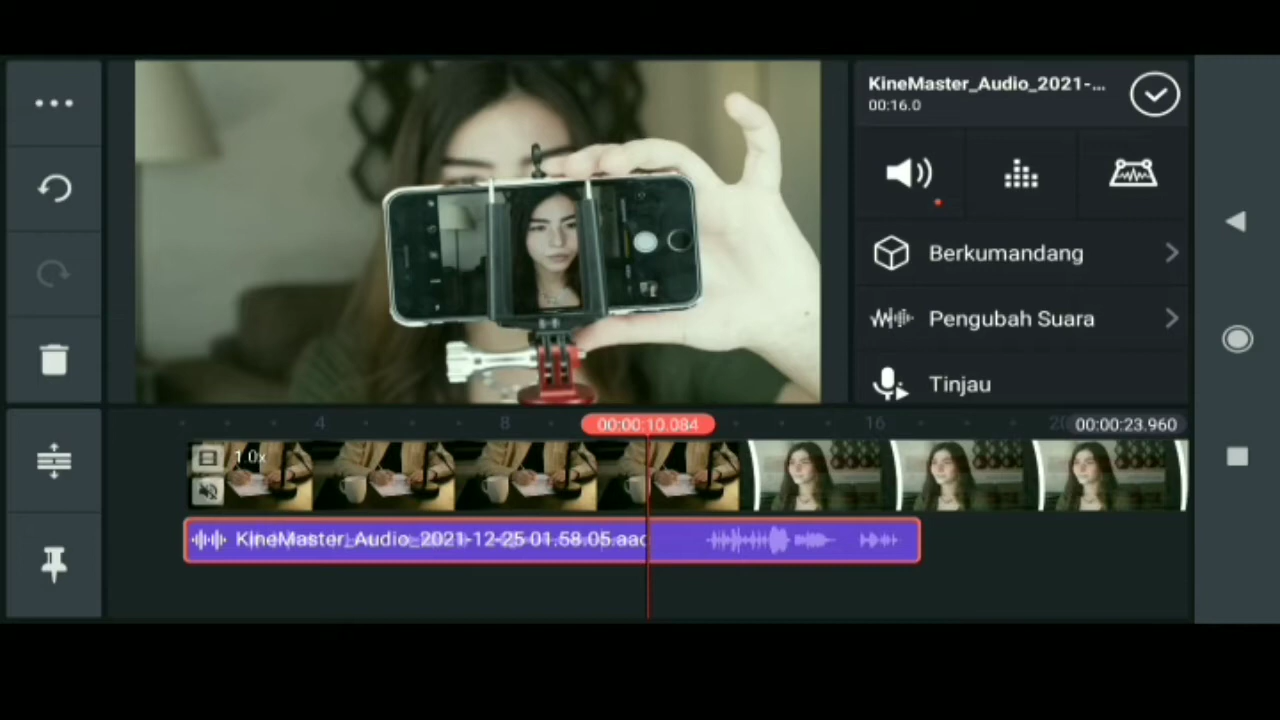 KineMaster_Audio_2021-...
00:16.0
Berkumandang
Pengubah Suara
Tinjau
4
8
00:00:10.084
16
20
00:00:23.960
1.0x
KineMaster_Audio_2021-12-25 01.58.05.aac